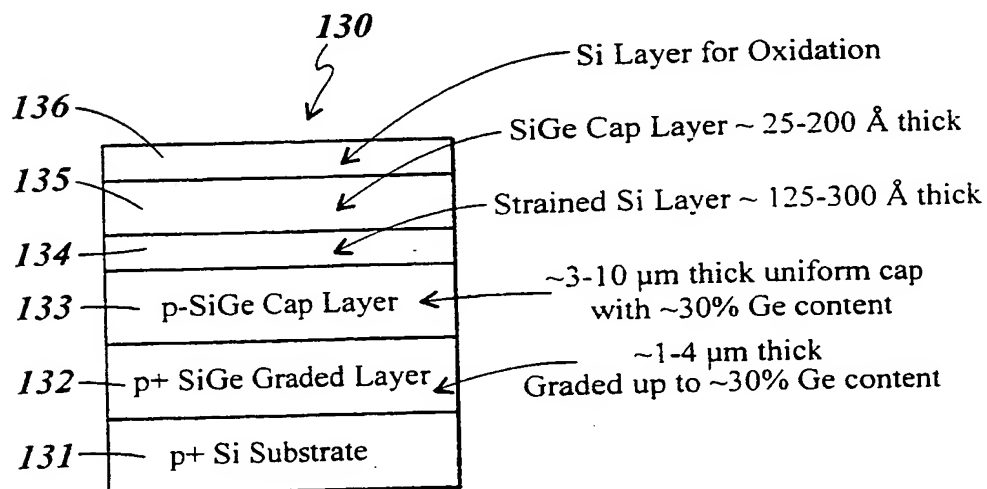 130
Si Layer for Oxidation
136
SiGe Cap Layer ~ 25-200 Å thick
135
Strained Si Layer ~ 125-300 Å thick
134
~3-10 µm thick uniform cap
with ~30% Ge content
133
p-SiGe Cap Layer
~1-4 µm thick
Graded up to ~30% Ge content
132
p+ SiGe Graded Layer
131
p+ Si Substrate